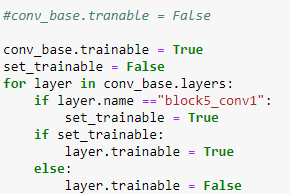 #conv_base.tranable = False

conv_base.trainable = True
set_trainable = False
for layer in conv_base.layers:
    if layer.name =="block5_conv1":
        set_trainable = True
    if set_trainable:
        layer.trainable = True
    else:
        layer.trainable = False